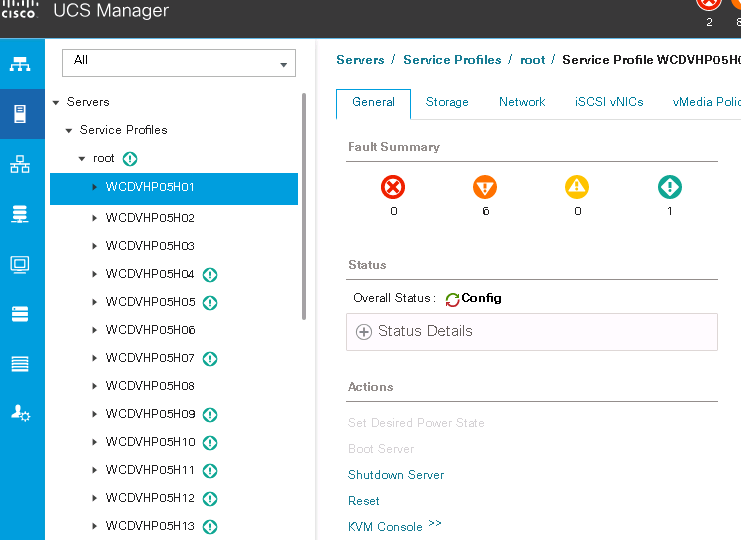 cisco. UCS Manager
2 8
All
Servers / Service Profiles / root / Service Profile WCDVHP05H0
General Storage Network iSCSI vNICs vMedia Polic
Servers
Service Profiles
root
WCDVHP05H01
WCDVHP05H02
WCDVHP05H03
WCDVHP05H04
WCDVHP05H05
WCDVHP05H06
WCDVHP05H07
WCDVHP05H08
WCDVHP05H09
WCDVHP05H10
WCDVHP05H11
WCDVHP05H12
WCDVHP05H13
Fault Summary
0 6 0 1
Status
Overall Status : Config
Status Details
Actions
Set Desired Power State
Boot Server
Shutdown Server
Reset
KVM Console >>